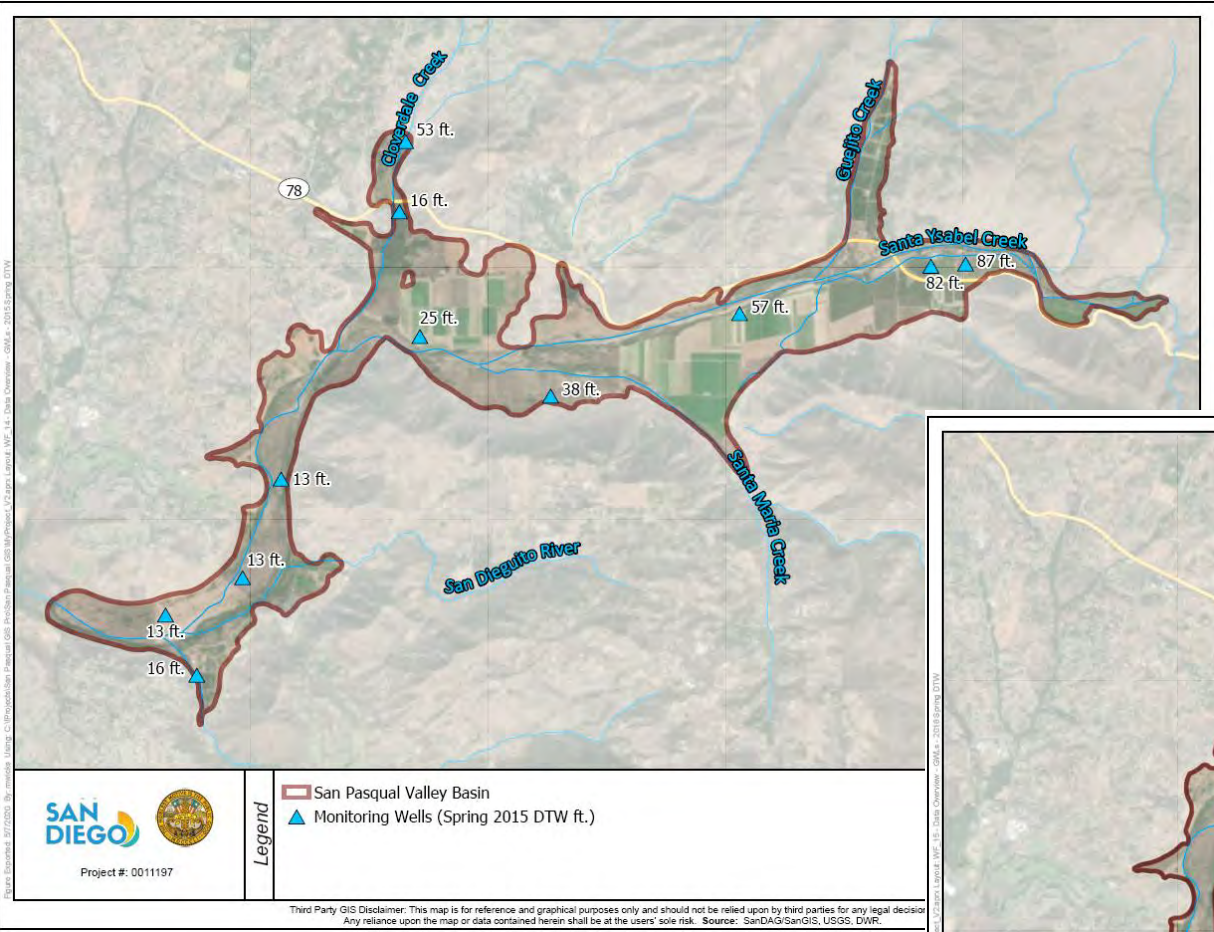 Cloverdale Creek
53 ft.
Guejito Creek
78
16 ft.
Santa Ysabel Creek
87 ft.
82 ft.
57 ft.
25 ft.
38 ft.
13 ft.
Santa Maria Creek
13 ft.
San Dieguito River
13 ft.
16 ft.
SAN
DIEGO
Project #: 0011197
Legend
San Pasqual Valley Basin
Monitoring Wells (Spring 2015 DTW ft.)
Third Party GIS Disclaimer: This map is for reference and graphical purposes only and should not be relied upon by third parties for any legal decision
Any reliance upon the map or data contained herein shall be at the users' sole risk. Source: SanDAG/SanGIS, USGS, DWR.